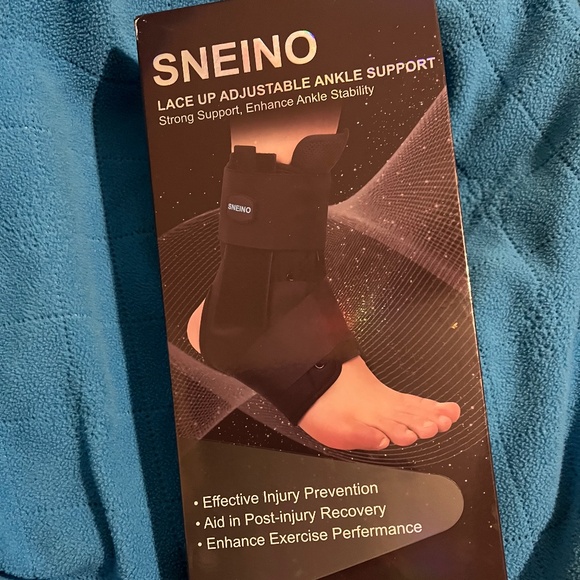 SNEINO
LACE UP ADJUSTABLE ANKLE SUPPORT
Strong Support, Enhance Ankle Stability
SNEINO
• Effective Injury Prevention
• Aid in Post-injury Recovery
• Enhance Exercise Perfermance